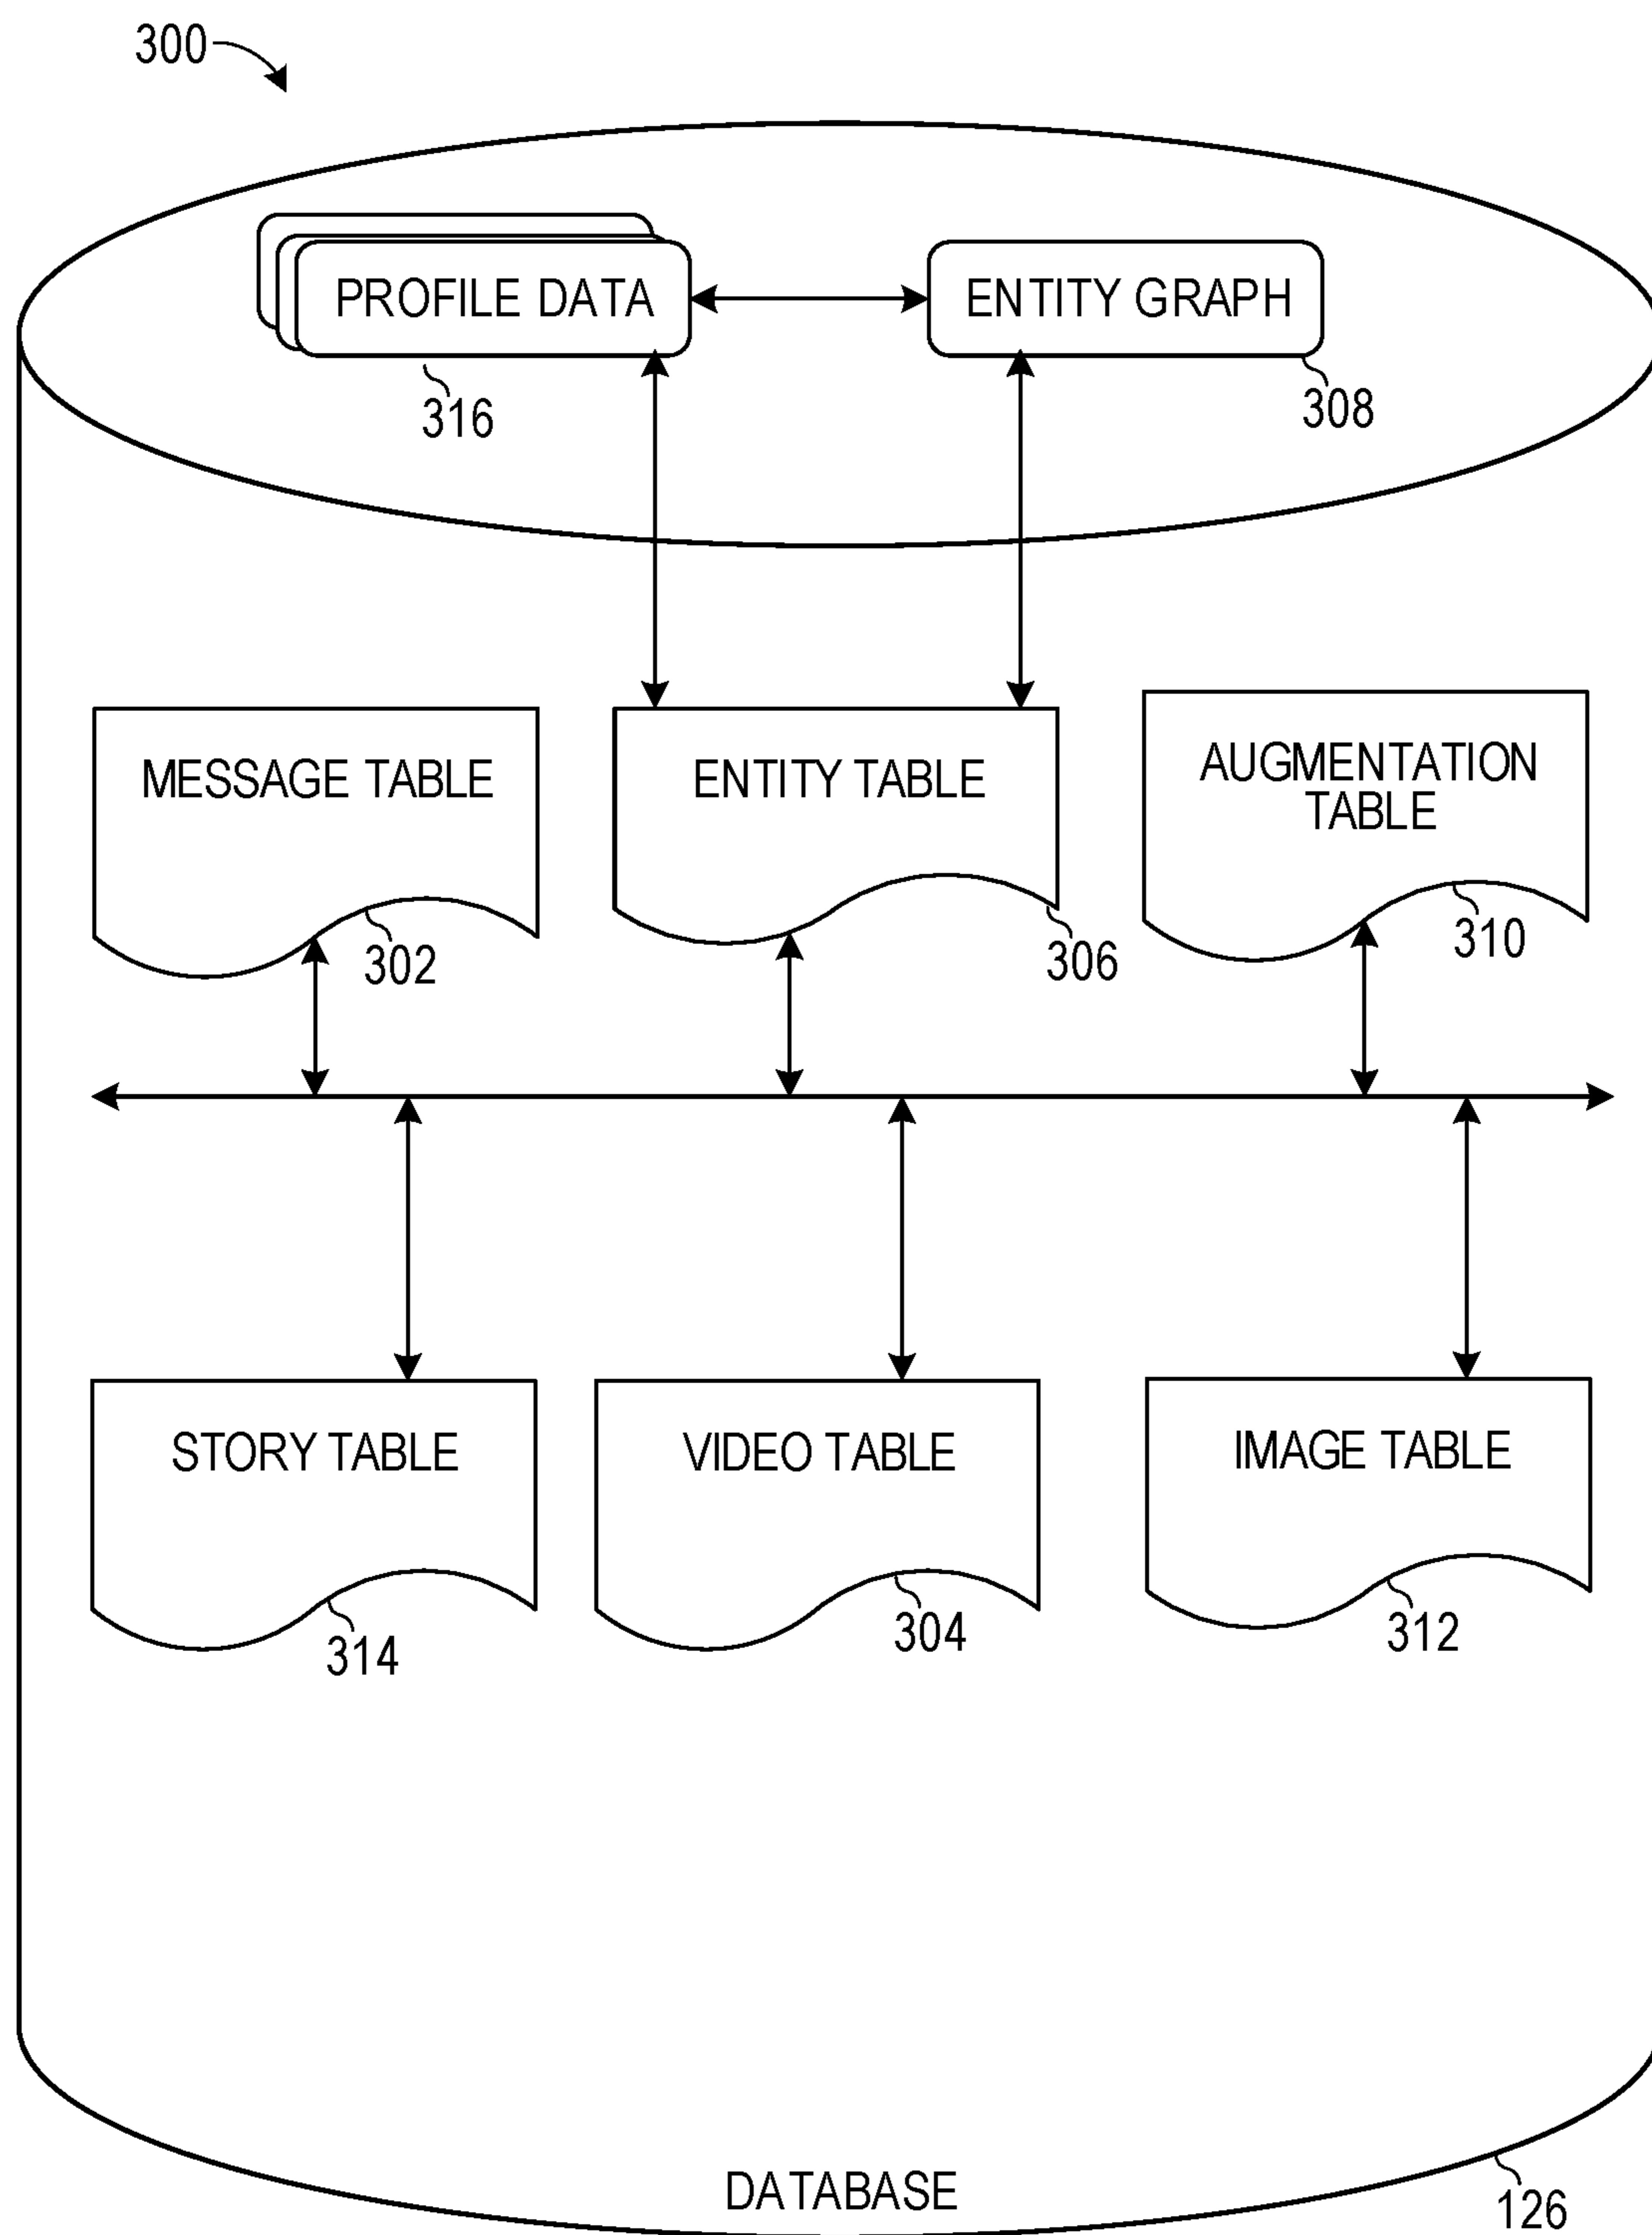 300
PROFILE DATA
ENTITY GRAPH
316
308
MESSAGE TABLE
ENTITY TABLE
AUGMENTATION
TABLE
302
306
310
STORY TABLE
VIDEO TABLE
IMAGE TABLE
314
304
312
DATABASE
126